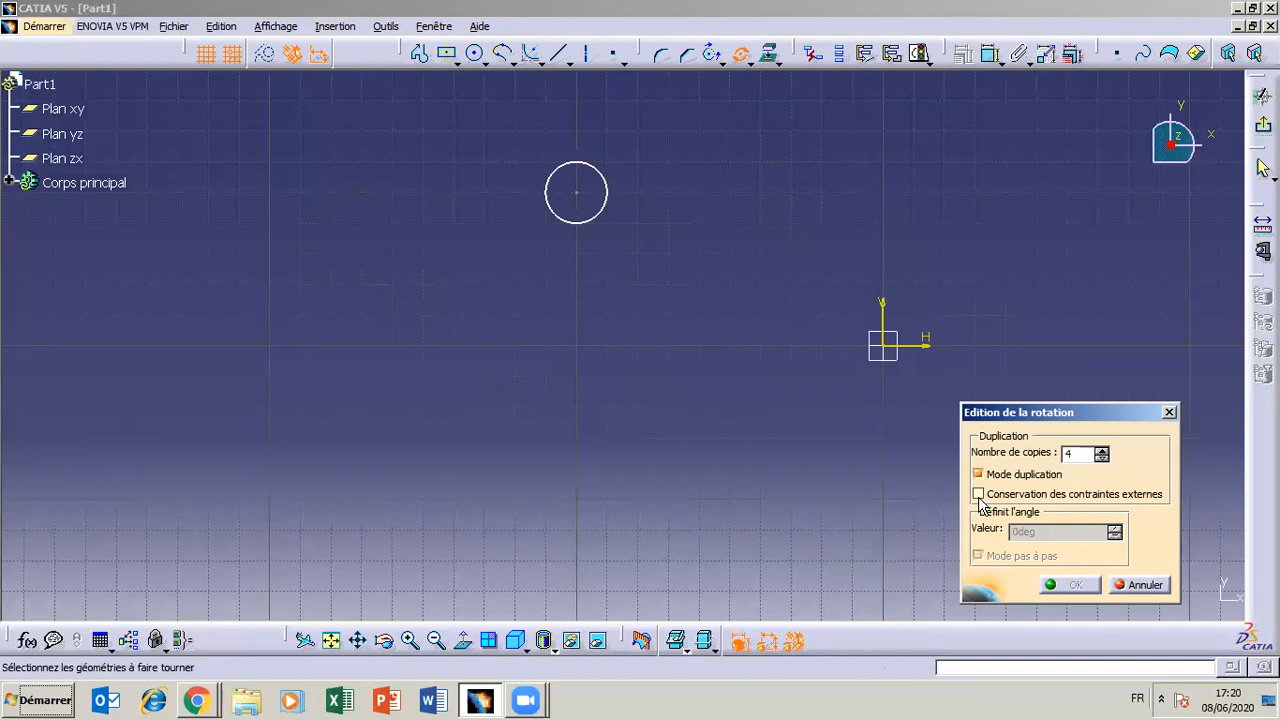 CATIA V5 - [Part1]
Démarrer ENOVIA V5 VPM Fichier Edition Affichage Insertion Outils Fenêtre Aide
Part1
Plan xy
Plan yz
Plan zx
Corps principal
y
x
z
V
H
Edition de la rotation
Duplication
Nombre de copies : 4
Mode duplication
Conservation des contraintes externes
Définit l'angle
Valeur: 0deg
Mode pas à pas
OK Annuler
y
x
f(x)
CATIA
Sélectionnez les géométries à faire tourner
Démarrer
FR
17:20
08/06/2020